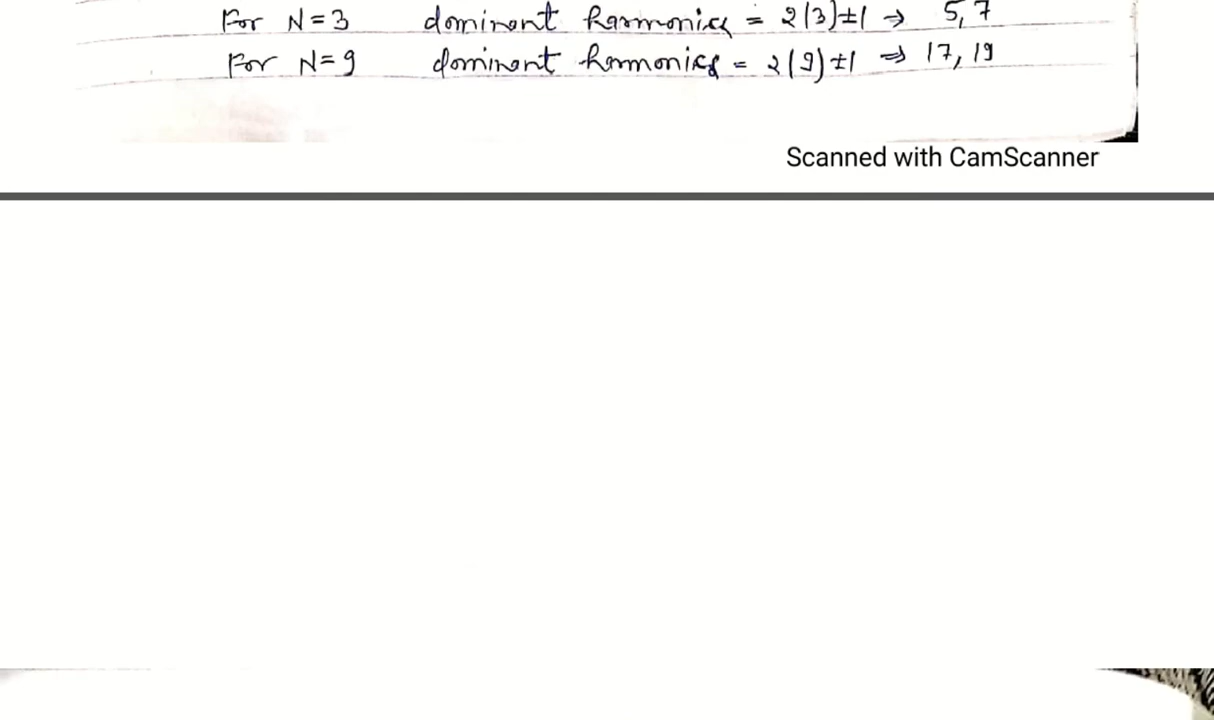 For N=3 dominant harmonics = 2(3)±1 → 5,7
For N=9 dominant harmonics = 2(9)±1 ⇒ 17,19
Scanned with CamScanner